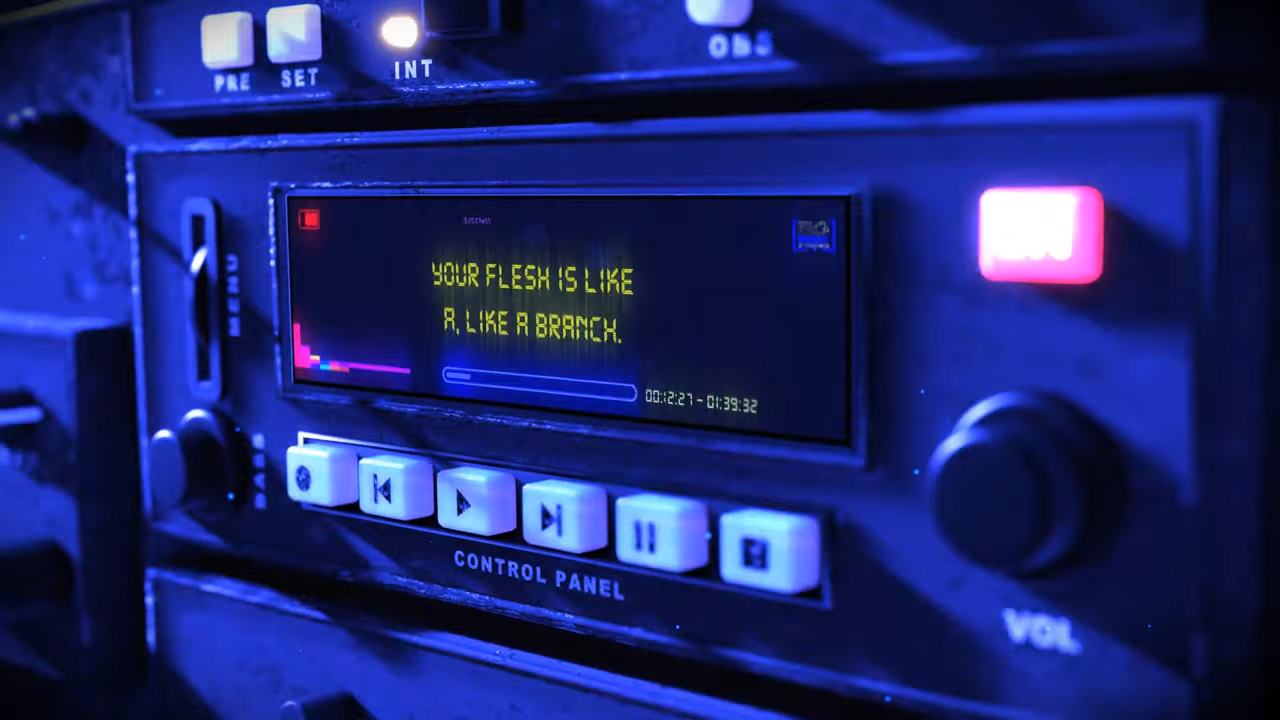 PRE
SET
INT
MENU
YOUR FLESH IS LIKE
A, LIKE A BRANCH.
00:12:27 - 01:39:32
CONTROL PANEL
VOL